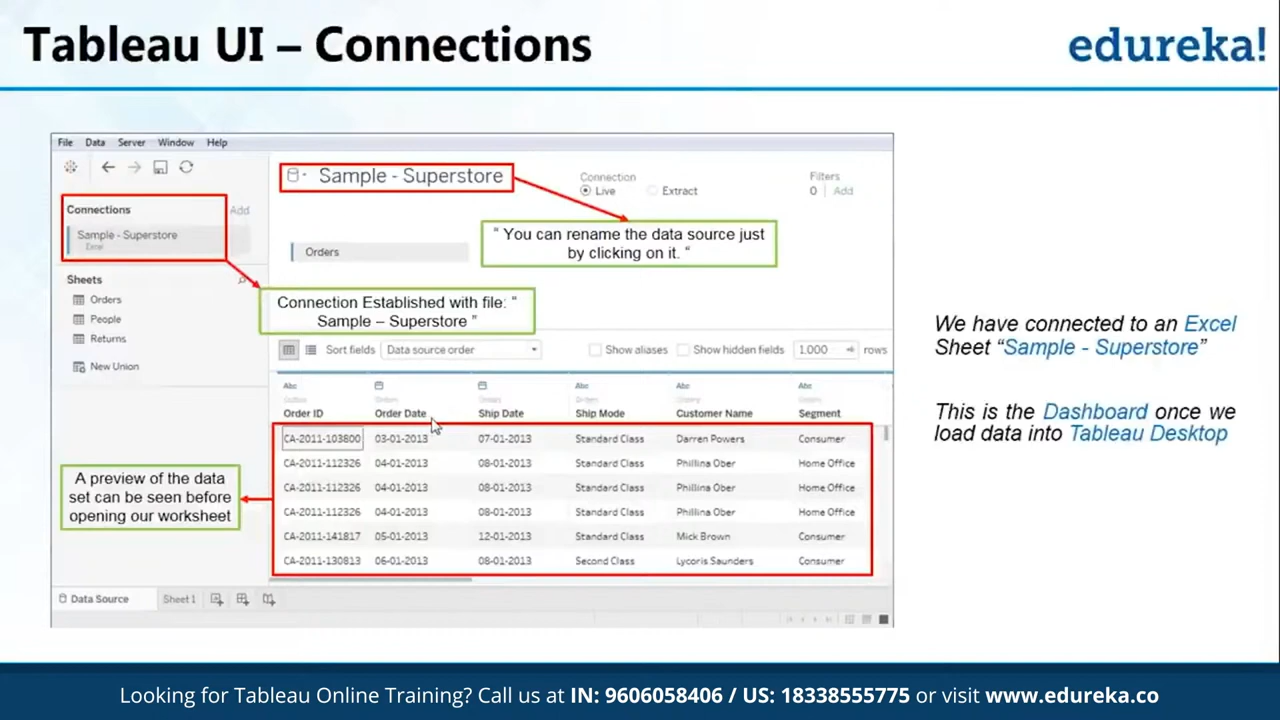 Tableau UI – Connections
edureka!
File Data Server Window Help
Sample - Superstore
Connection
Live Extract
Filters
0 | Add
Connections
Add
Sample - Superstore
Excel
“ You can rename the data source just
by clicking on it. “
Orders
Sheets
Orders
People
Returns
New Union
Connection Established with file: “
Sample – Superstore ”
We have connected to an Excel
Sheet “Sample - Superstore”
This is the Dashboard once we
load data into Tableau Desktop
Sort fields Data source order Show aliases Show hidden fields 1,000 rows
Abc Abc Abc Abc
Orders Orders Orders Orders Orders Orders
Order ID Order Date Ship Date Ship Mode Customer Name Segment
CA-2011-103800 03-01-2013 07-01-2013 Standard Class Darren Powers Consumer
CA-2011-112326 04-01-2013 08-01-2013 Standard Class Phillina Ober Home Office
CA-2011-112326 04-01-2013 08-01-2013 Standard Class Phillina Ober Home Office
CA-2011-112326 04-01-2013 08-01-2013 Standard Class Phillina Ober Home Office
CA-2011-141817 05-01-2013 12-01-2013 Standard Class Mick Brown Consumer
CA-2011-130813 06-01-2013 08-01-2013 Second Class Lycoris Saunders Consumer
A preview of the data
set can be seen before
opening our worksheet
Data Source Sheet 1
Looking for Tableau Online Training? Call us at IN: 9606058406 / US: 18338555775 or visit www.edureka.co